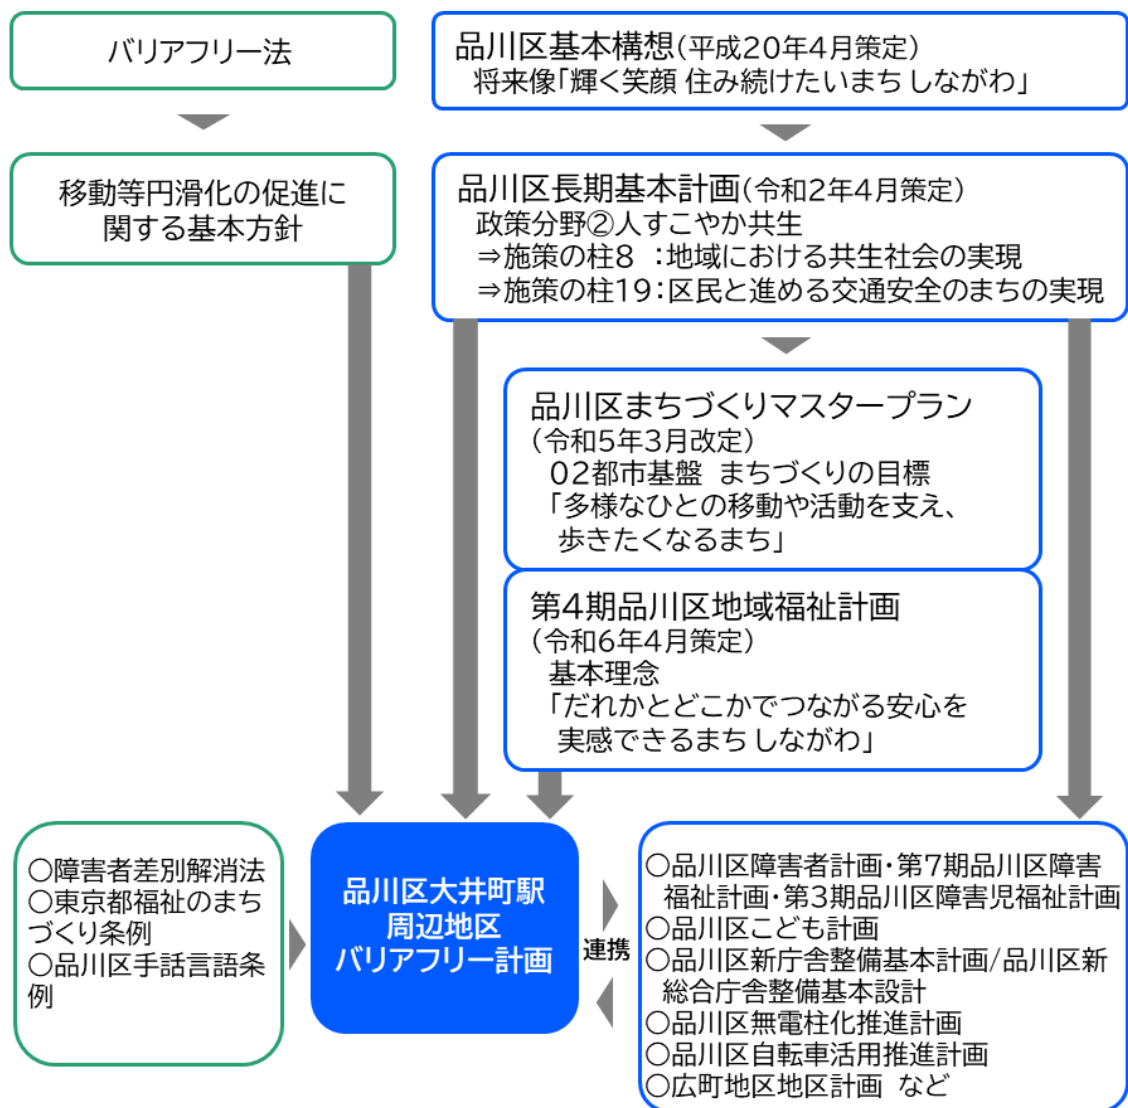 バリアフリー法
移動等円滑化の促進に
関する基本方針
品川区基本構想(平成20年4月策定)
将来像「輝く笑顔 住み続けたいまち しながわ」
品川区長期基本計画(令和2年4月策定)
政策分野②人すこやか共生
⇒施策の柱8 :地域における共生社会の実現
⇒施策の柱19:区民と進める交通安全のまちの実現
品川区まちづくりマスタープラン
(令和5年3月改定)
02都市基盤 まちづくりの目標
「多様なひとの移動や活動を支え、
歩きたくなるまち」
第4期品川区地域福祉計画
(令和6年4月策定)
基本理念
「だれかとどこかでつながる安心を
実感できるまち しながわ」
○障害者差別解消法
○東京都福祉のまち
づくり条例
○品川区手話言語条
例
品川区大井町駅
周辺地区
バリアフリー計画
連携
○品川区障害者計画・第7期品川区障害
福祉計画・第3期品川区障害児福祉計画
○品川区こども計画
○品川区新庁舎整備基本計画/品川区新
総合庁舎整備基本設計
○品川区無電柱化推進計画
○品川区自転車活用推進計画
○広町地区地区計画 など